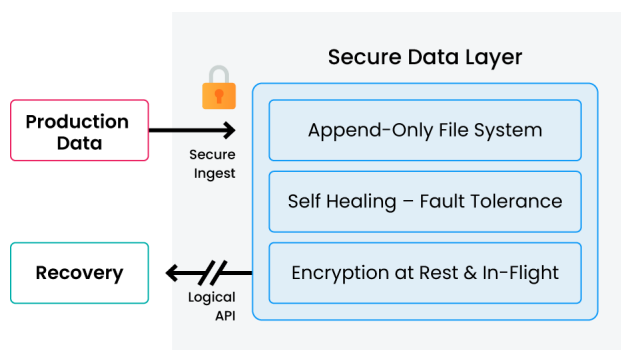 Secure Data Layer
Production
Data
Secure
Ingest
Append-Only File System
Self Healing – Fault Tolerance
Encryption at Rest & In-Flight
Recovery
Logical
API